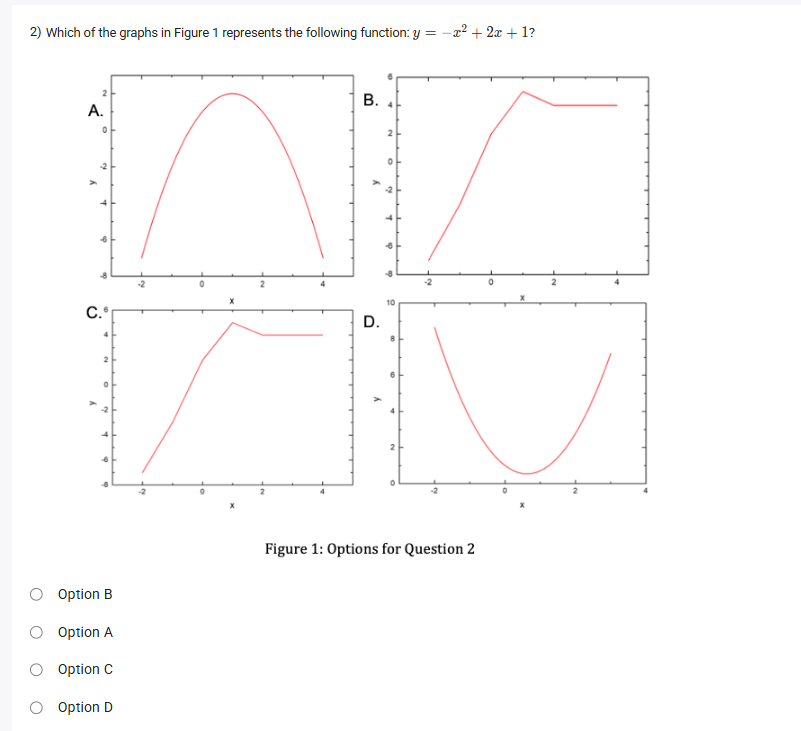 2) Which of the graphs in Figure 1 represents the following function: y = −x² + 2x + 1?
A.
2
0
-2
-4
-6
-8
y
-2
0
2
4
x
B.
6
4
2
0
-2
-4
-6
-8
y
-2
0
2
4
x
C.
6
4
2
0
-2
-4
-6
-8
y
-2
0
2
4
x
D.
10
8
6
4
2
0
y
-2
0
2
4
x
Figure 1: Options for Question 2
Option B
Option A
Option C
Option D